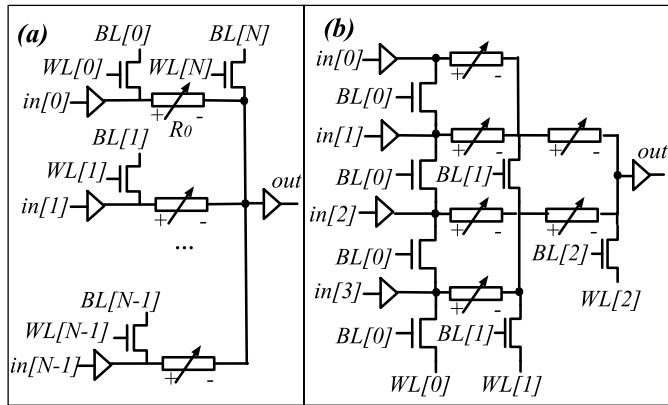 (a)
BL[0]
BL[N]
WL[0]
WL[N]
in[0]
+ R0 -
BL[1]
WL[1]
in[1]
+ -
out
...
BL[N-1]
WL[N-1]
in[N-1]
+ -
(b)
in[0]
+ -
BL[0]
in[1]
+ - + -
BL[0]
BL[1]
out
in[2]
+ - + -
BL[0]
BL[2]
in[3]
+ -
WL[2]
BL[0]
BL[1]
WL[0]
WL[1]